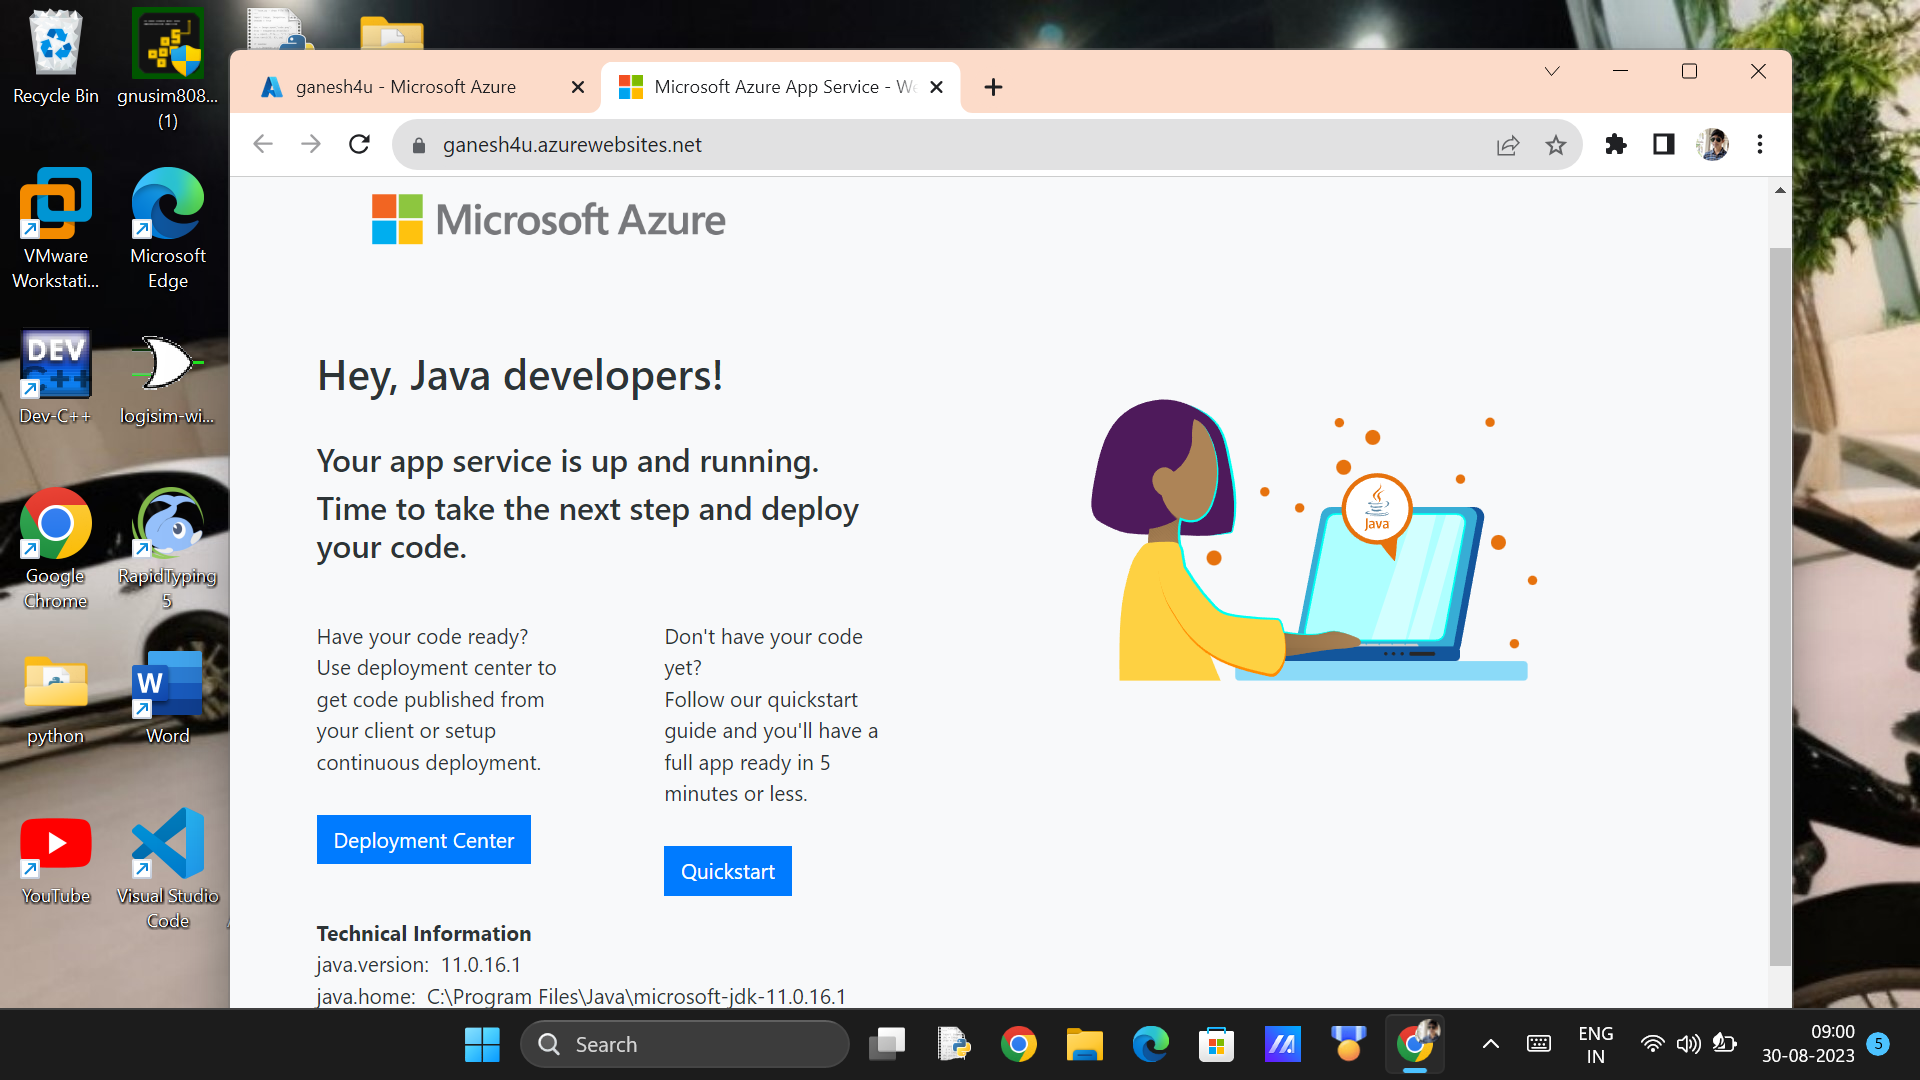 Recycle Bin
gnusim808...
(1)
VMware
Workstati...
Microsoft
Edge
DEV
C++
Dev-C++
logisim-wi...
Google
Chrome
RapidTyping
5
python
W
Word
YouTube
Visual Studio
Code
ganesh4u - Microsoft Azure
Microsoft Azure App Service - We
ganesh4u.azurewebsites.net
Microsoft Azure
Hey, Java developers!
Your app service is up and running.
Time to take the next step and deploy
your code.
Have your code ready?
Use deployment center to
get code published from
your client or setup
continuous deployment.
Deployment Center
Don't have your code
yet?
Follow our quickstart
guide and you'll have a
full app ready in 5
minutes or less.
Quickstart
Java
Technical Information
java.version: 11.0.16.1
java.home: C:\Program Files\Java\microsoft-jdk-11.0.16.1
Search
ENG
IN
09:00
30-08-2023
5